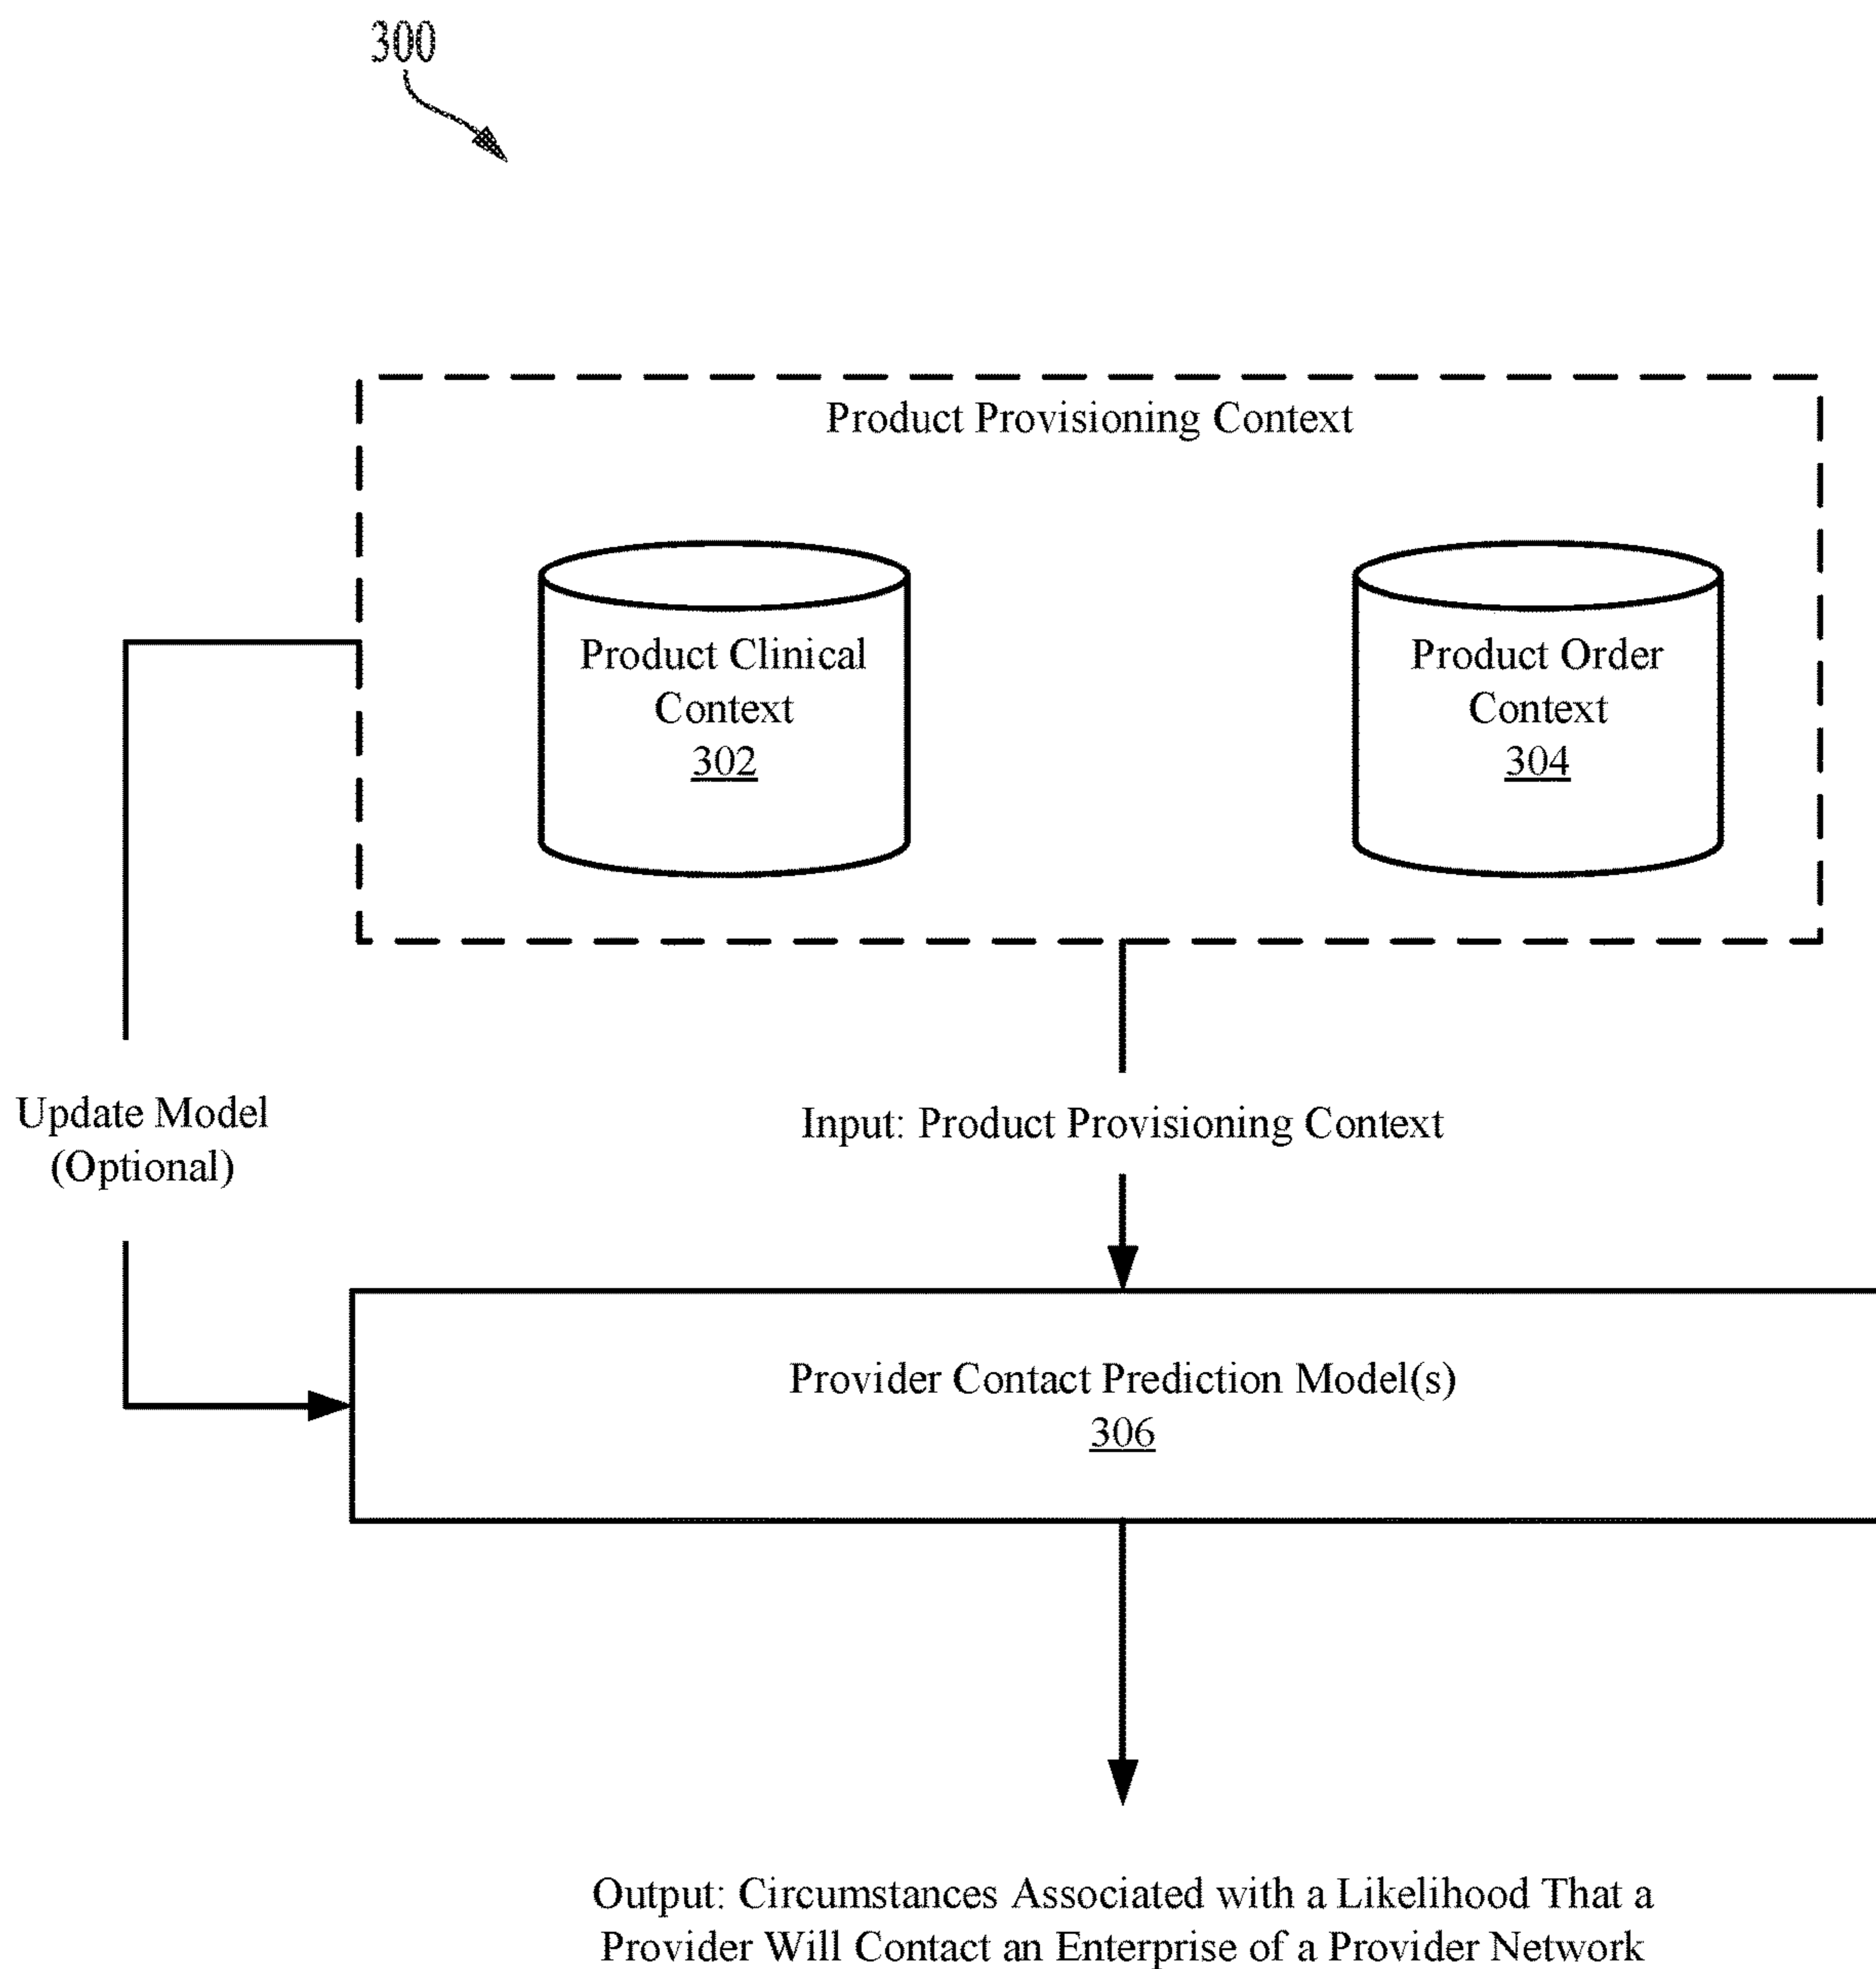 300
Product Provisioning Context
Product Clinical
Context
302
Product Order
Context
304
Update Model
(Optional)
Input: Product Provisioning Context
Provider Contact Prediction Model(s)
306
Output: Circumstances Associated with a Likelihood That a
Provider Will Contact an Enterprise of a Provider Network